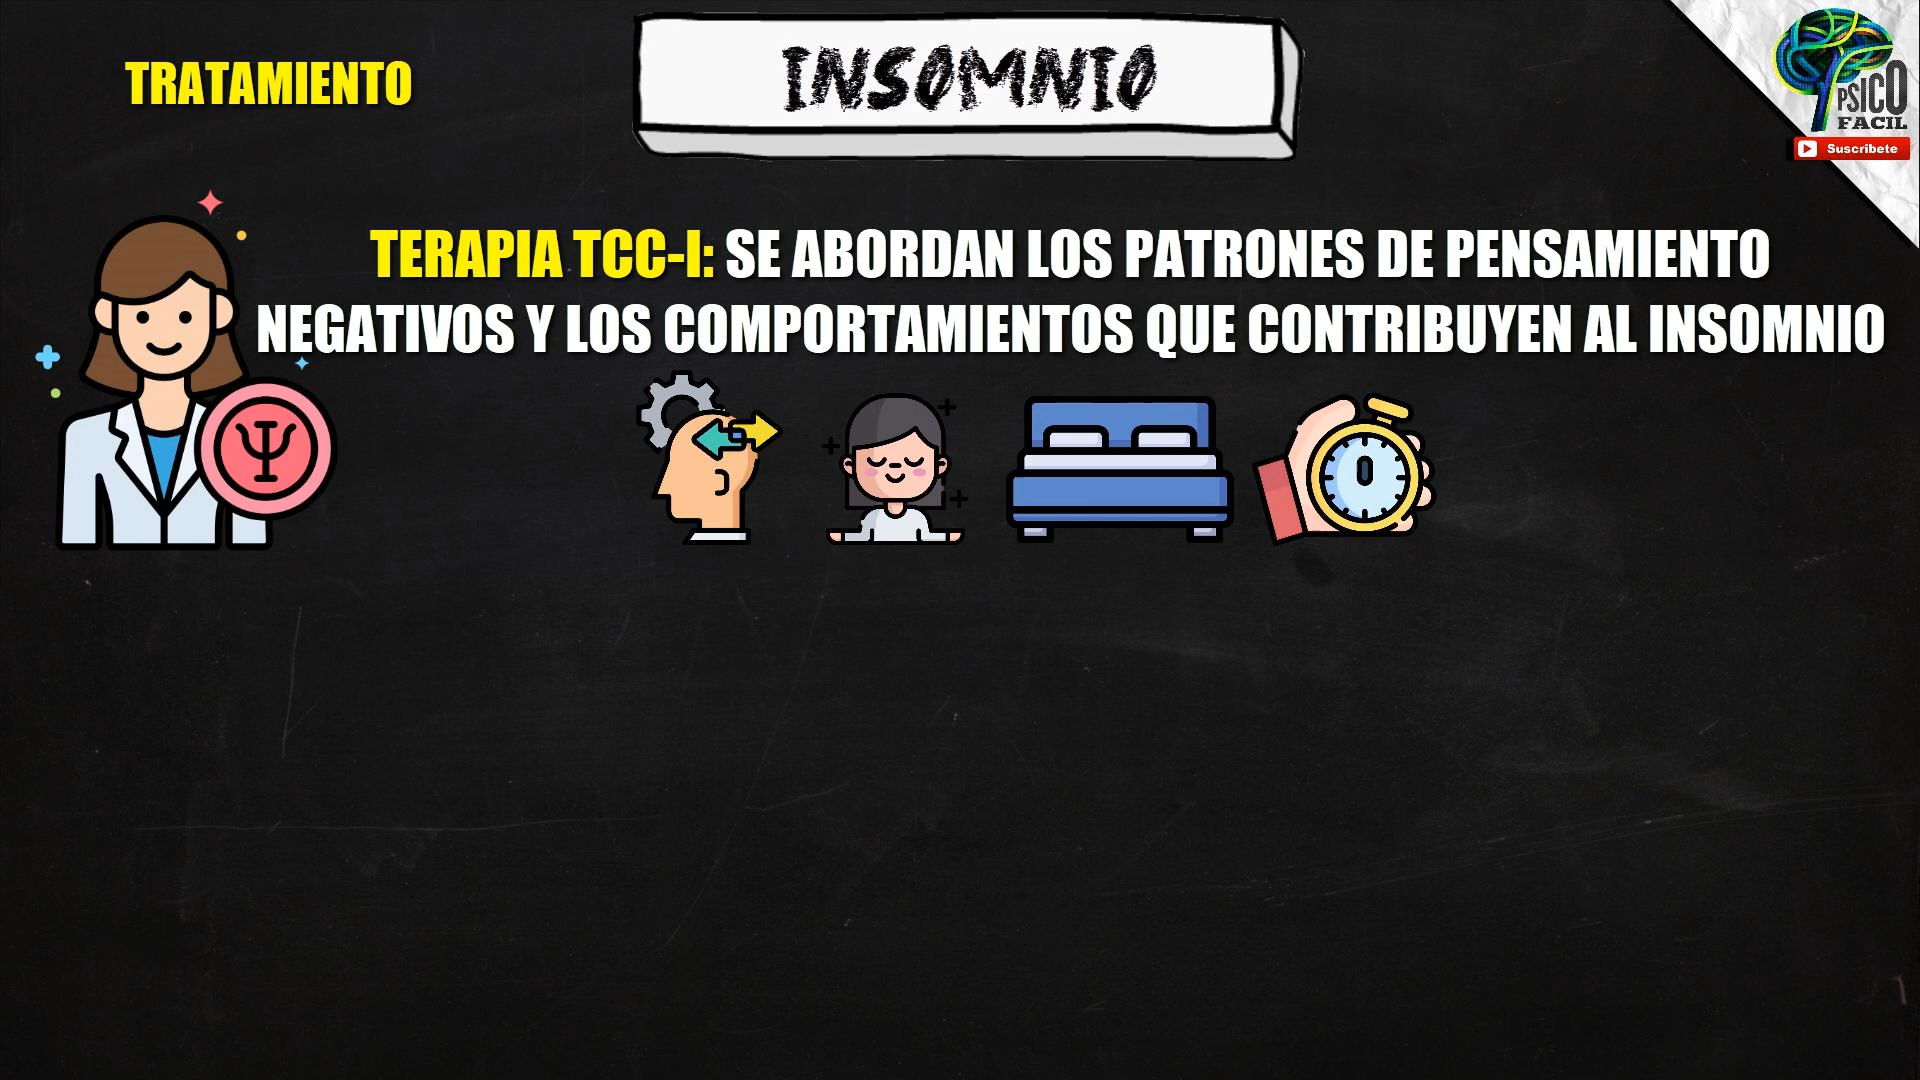 TRATAMIENTO
INSOMNIO
PSICO
FACIL
Suscribete
TERAPIA TCC-I: SE ABORDAN LOS PATRONES DE PENSAMIENTO
NEGATIVOS Y LOS COMPORTAMIENTOS QUE CONTRIBUYEN AL INSOMNIO
Ψ